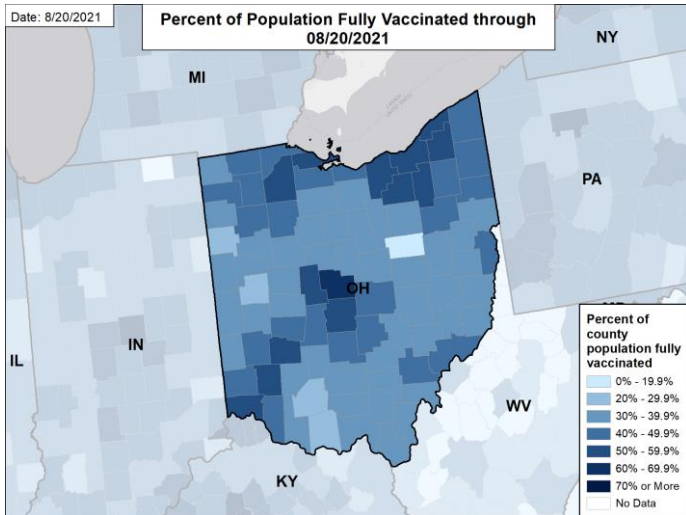 Date: 8/20/2021
Percent of Population Fully Vaccinated through
08/20/2021
NY
MI
PA
OH
IN
IL
WV
KY
Percent of
county
population fully
vaccinated
0% - 19.9%
20% - 29.9%
30% - 39.9%
40% - 49.9%
50% - 59.9%
60% - 69.9%
70% or More
No Data